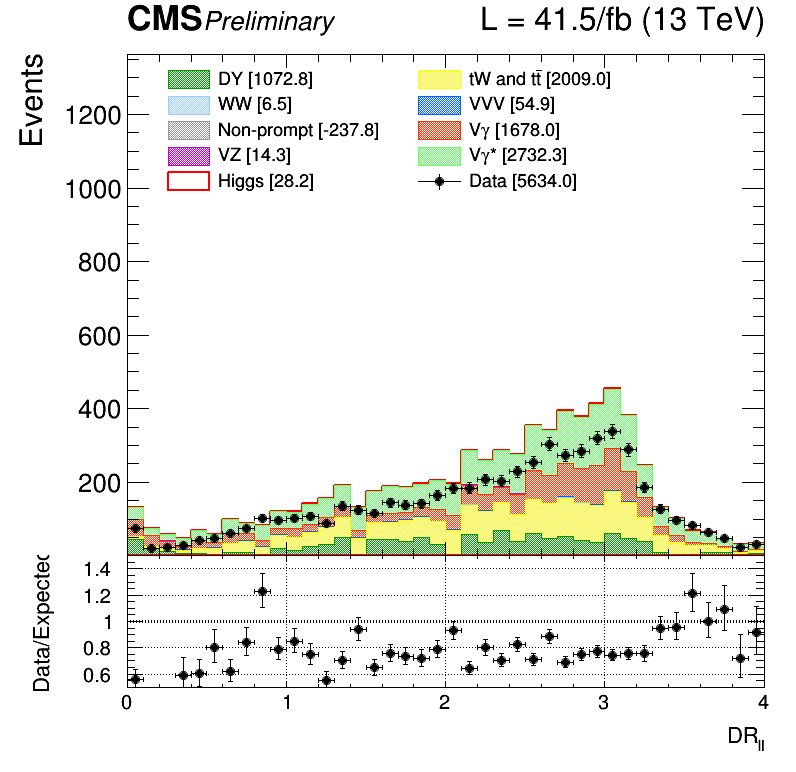 CMS Preliminary L = 41.5/fb (13 TeV)
Events
DY [1072.8] tW and tt̄ [2009.0]
WW [6.5] VVV [54.9]
Non-prompt [-237.8] Vγ [1678.0]
VZ [14.3] Vγ* [2732.3]
Higgs [28.2] Data [5634.0]
1200
1000
800
600
400
200
Data/Expected
1.4
1.2
1
0.8
0.6
0 1 2 3 4
DR_ll